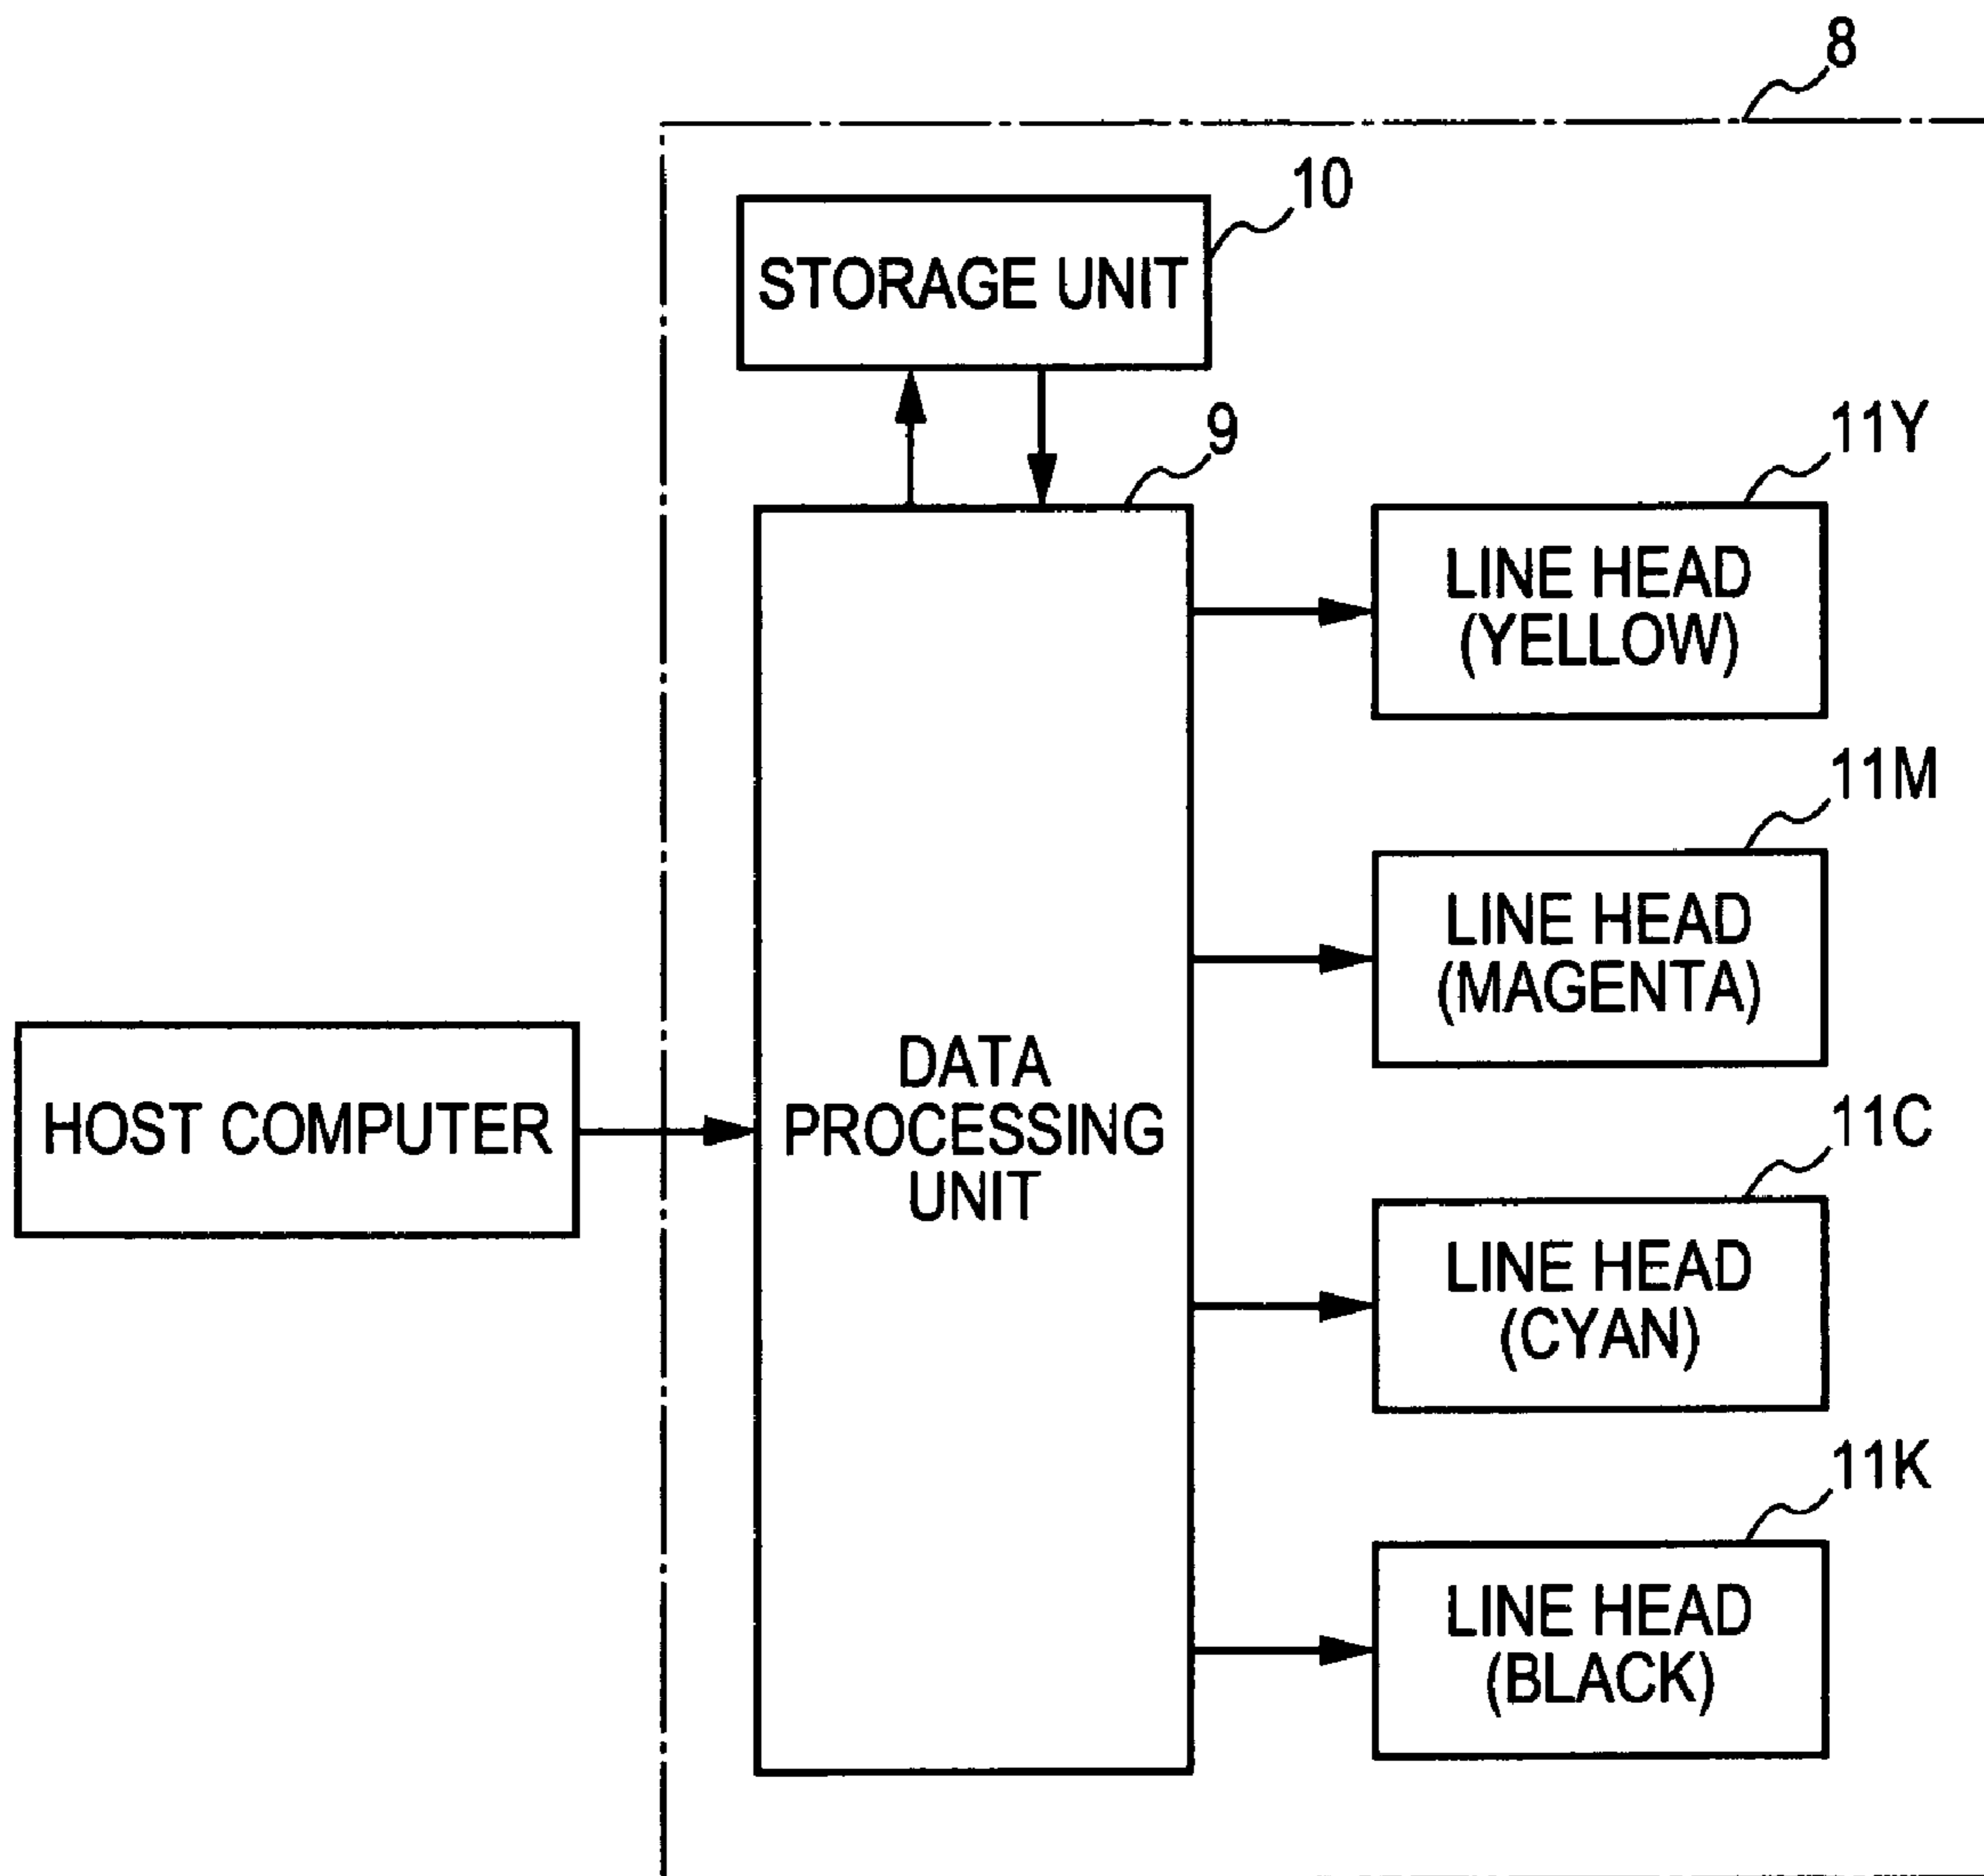 8
10
STORAGE UNIT
9
11Y
LINE HEAD
(YELLOW)
11M
LINE HEAD
(MAGENTA)
HOST COMPUTER
DATA
PROCESSING
UNIT
11C
LINE HEAD
(CYAN)
11K
LINE HEAD
(BLACK)